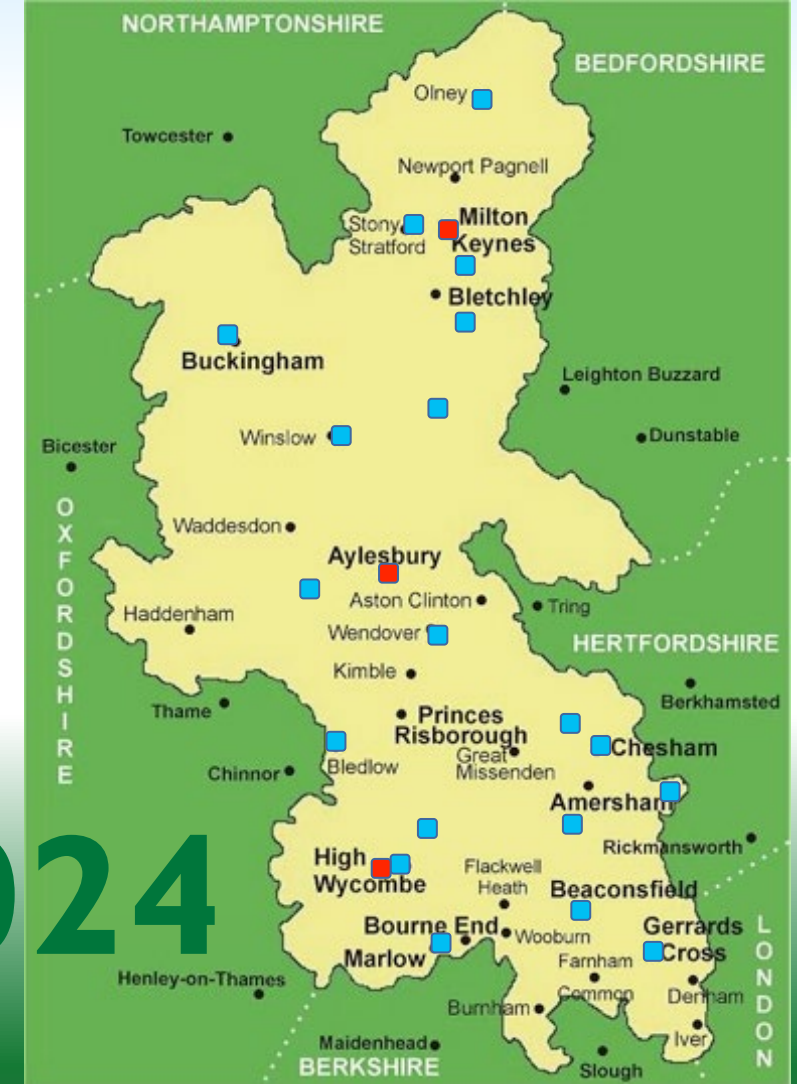 NORTHAMPTONSHIRE
BEDFORDSHIRE
Olney
Towcester
Newport Pagnell
Stony
Stratford
Milton
Keynes
Bletchley
Buckingham
Leighton Buzzard
Winslow
Dunstable
Bicester
OXFORDSHIRE
Waddesdon
Aylesbury
Aston Clinton
Tring
Haddenham
Wendover
HERTFORDSHIRE
Kimble
Berkhamsted
Thame
Princes
Risborough
Great
Missenden
Chesham
Bledlow
Chinnor
Amersham
024
Rickmansworth
High
Wycombe
Flackwell
Heath
Beaconsfield
Bourne End
Wooburn
Gerrards
Cross
LONDON
Marlow
Farnham
Common
Henley-on-Thames
Denham
Burnham
Iver
Maidenhead
BERKSHIRE
Slough